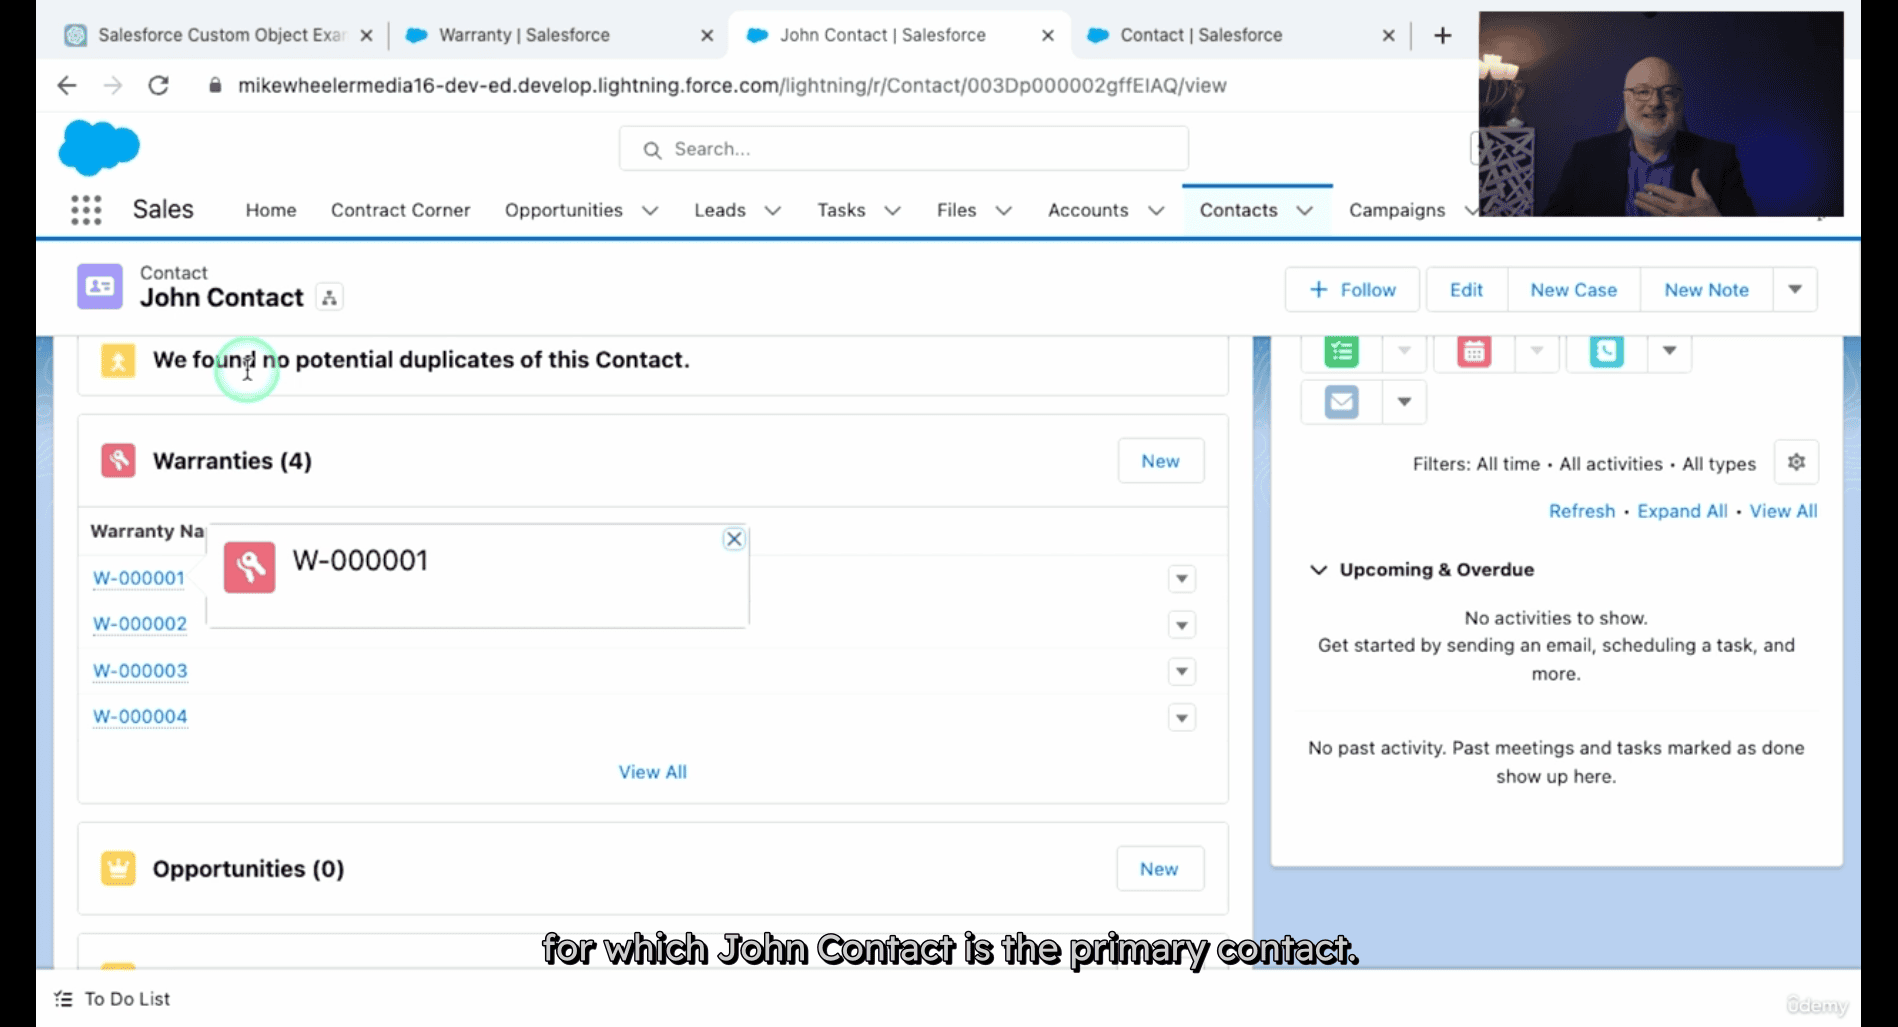 Salesforce Custom Object Exar
Warranty | Salesforce
John Contact | Salesforce
Contact | Salesforce
mikewheelermedia16-dev-ed.develop.lightning.force.com/lightning/r/Contact/003Dp000002gffEIAQ/view
Search...
Sales
Home
Contract Corner
Opportunities
Leads
Tasks
Files
Accounts
Contacts
Campaigns
Contact
John Contact
+ Follow
Edit
New Case
New Note
We found no potential duplicates of this Contact.
Warranties (4)
New
Warranty Na
W-000001
W-000001
W-000002
W-000003
W-000004
View All
Opportunities (0)
New
Filters: All time • All activities • All types
Refresh • Expand All • View All
Upcoming & Overdue
No activities to show.
Get started by sending an email, scheduling a task, and
more.
No past activity. Past meetings and tasks marked as done
show up here.
for which John Contact is the primary contact.
To Do List
ûdemy